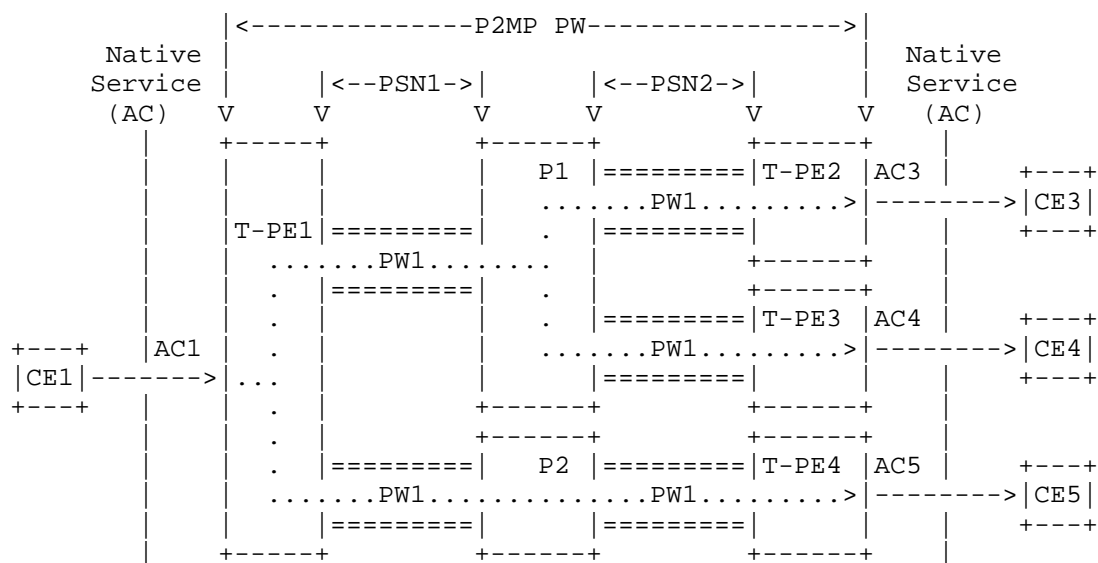 |<--------------P2MP PW---------------->|
Native | | Native
Service | |<--PSN1->| |<--PSN2->| | Service
(AC) V V V V V V (AC)
| +-----+ +------+ +------+ |
| | | | P1 |=========|T-PE2 |AC3 | +---+
| | | | .......PW1.........>|-------->|CE3|
| |T-PE1|=========| . |=========| | | +---+
| | .......PW1........ | +------+ |
| | . |=========| . | +------+ |
| | . | | . |=========|T-PE3 |AC4 | +---+
+---+ |AC1 | . | | .......PW1.........>|-------->|CE4|
|CE1|------->|... | | |=========| | | +---+
+---+ | | . | +------+ +------+ |
| | . | +------+ +------+ |
| | . |=========| P2 |=========|T-PE4 |AC5 | +---+
| | .......PW1..............PW1.........>|-------->|CE5|
| | |=========| |=========| | | +---+
| +-----+ +------+ +------+ |